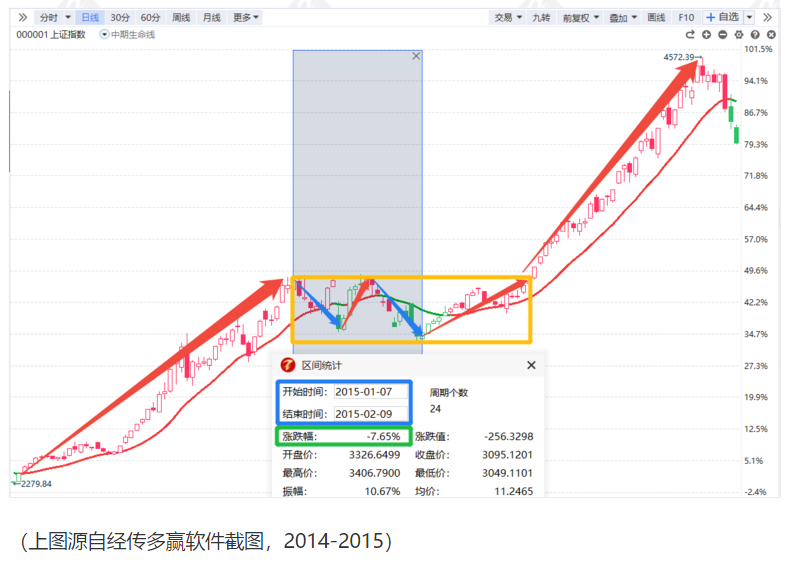 分时 日线 30分 60分 周线 月线 更多 交易 九转 前复权 叠加 画线 F10 +自选
000001 上证指数 中期生命线
101.5%
4572.39
94.1%
86.7%
79.3%
71.8%
64.4%
57.0%
49.6%
42.2%
34.7%
27.3%
19.9%
12.5%
5.1%
-2.4%
2279.84
区间统计
开始时间: 2015-01-07 周期个数
结束时间: 2015-02-09 24
涨跌幅: -7.65% 涨跌值: -256.3298
开盘价: 3326.6499 收盘价: 3095.1201
最高价: 3406.7900 最低价: 3049.1101
振幅: 10.67% 均价: 11.2465
（上图源自经传多赢软件截图，2014-2015）